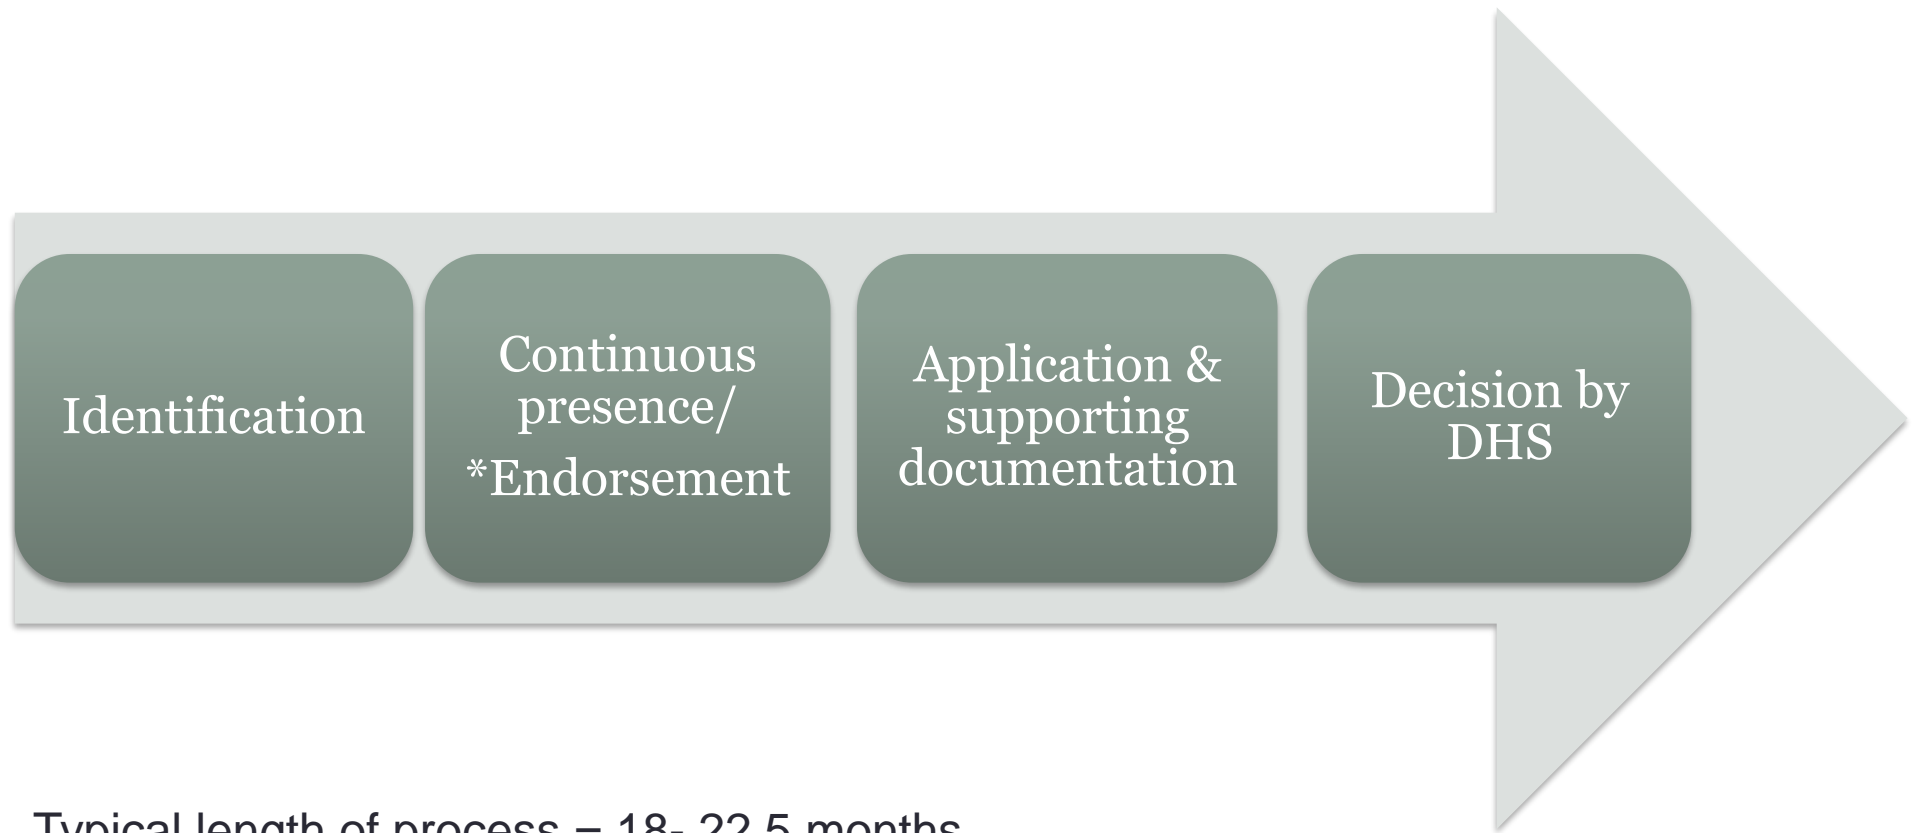 Identification
Continuous
presence/
*Endorsement
Application &
supporting
documentation
Decision by
DHS
Typical length of process = 18- 22.5 months